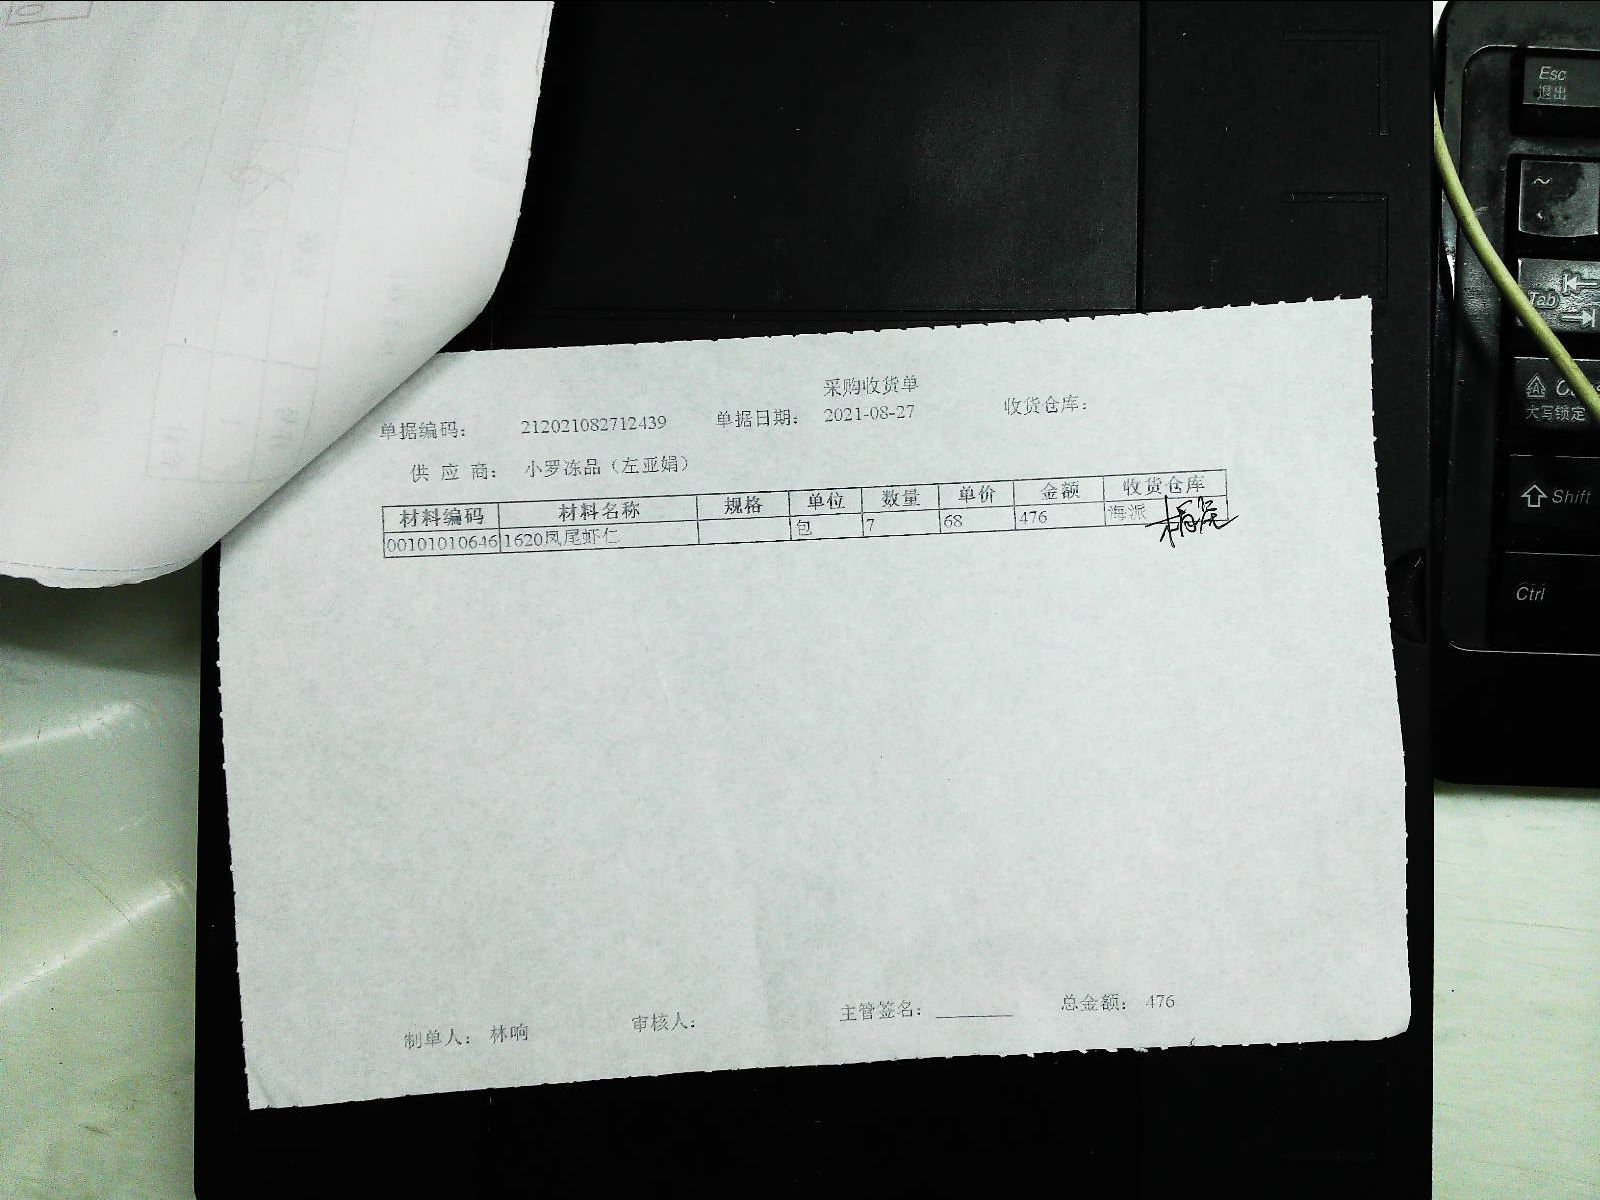 采购收货单
单据编码： 212021082712439 单据日期： 2021-08-27 收货仓库：
供 应 商： 小罗冻品（左亚娟）
材料编码 材料名称 规格 单位 数量 单价 金额 收货仓库
00101010646 1620凤尾虾仁 包 7 68 476 海派
制单人： 林响 审核人： 主管签名： ________ 总金额： 476
Esc
退出
~
Tab
大写锁定
Shift
Ctrl